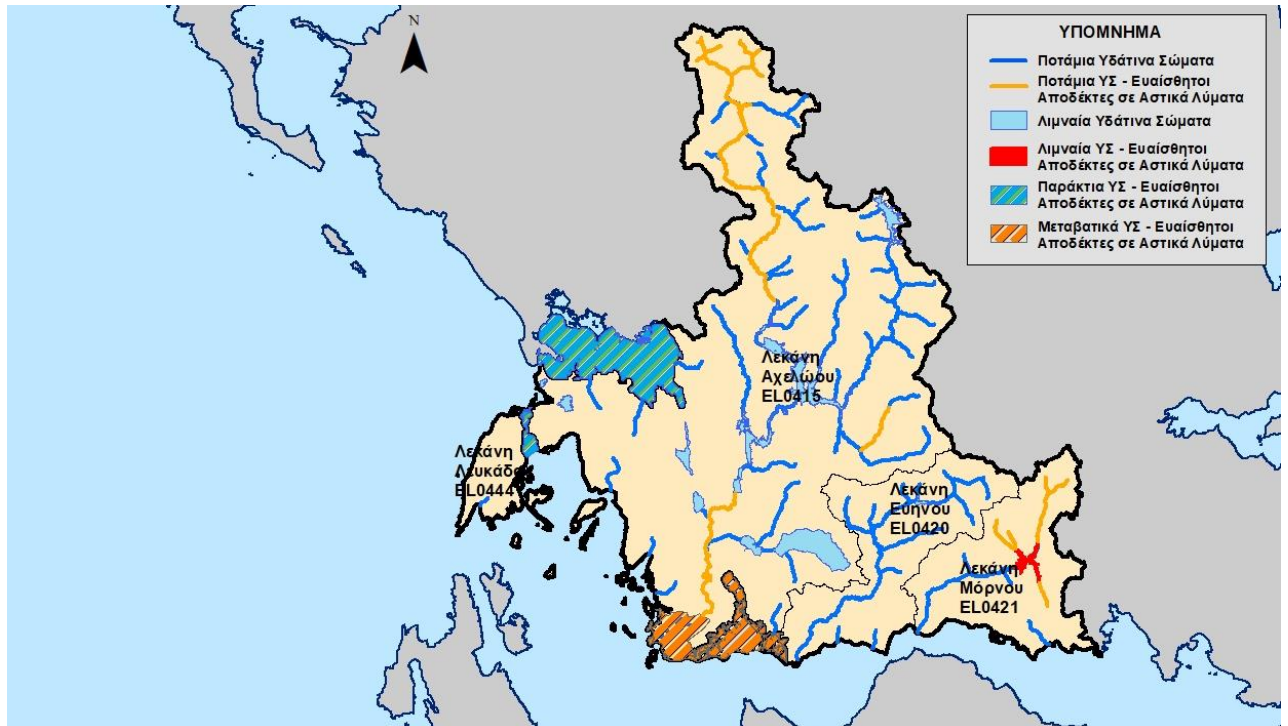 N
ΥΠΟΜΝΗΜΑ
Ποτάμια Υδάτινα Σώματα
Ποτάμια ΥΣ - Ευαίσθητοι
Αποδέκτες σε Αστικά Λύματα
Λιμναία Υδάτινα Σώματα
Λιμναία ΥΣ - Ευαίσθητοι
Αποδέκτες σε Αστικά Λύματα
Παράκτια ΥΣ - Ευαίσθητοι
Αποδέκτες σε Αστικά Λύματα
Μεταβατικά ΥΣ - Ευαίσθητοι
Αποδέκτες σε Αστικά Λύματα
Λεκάνη
Αχελώου
EL0415
Λεκάνη
Λευκάδας
EL0444
Λεκάνη
Ευήνου
EL0420
Λεκάνη
Μόρνου
EL0421